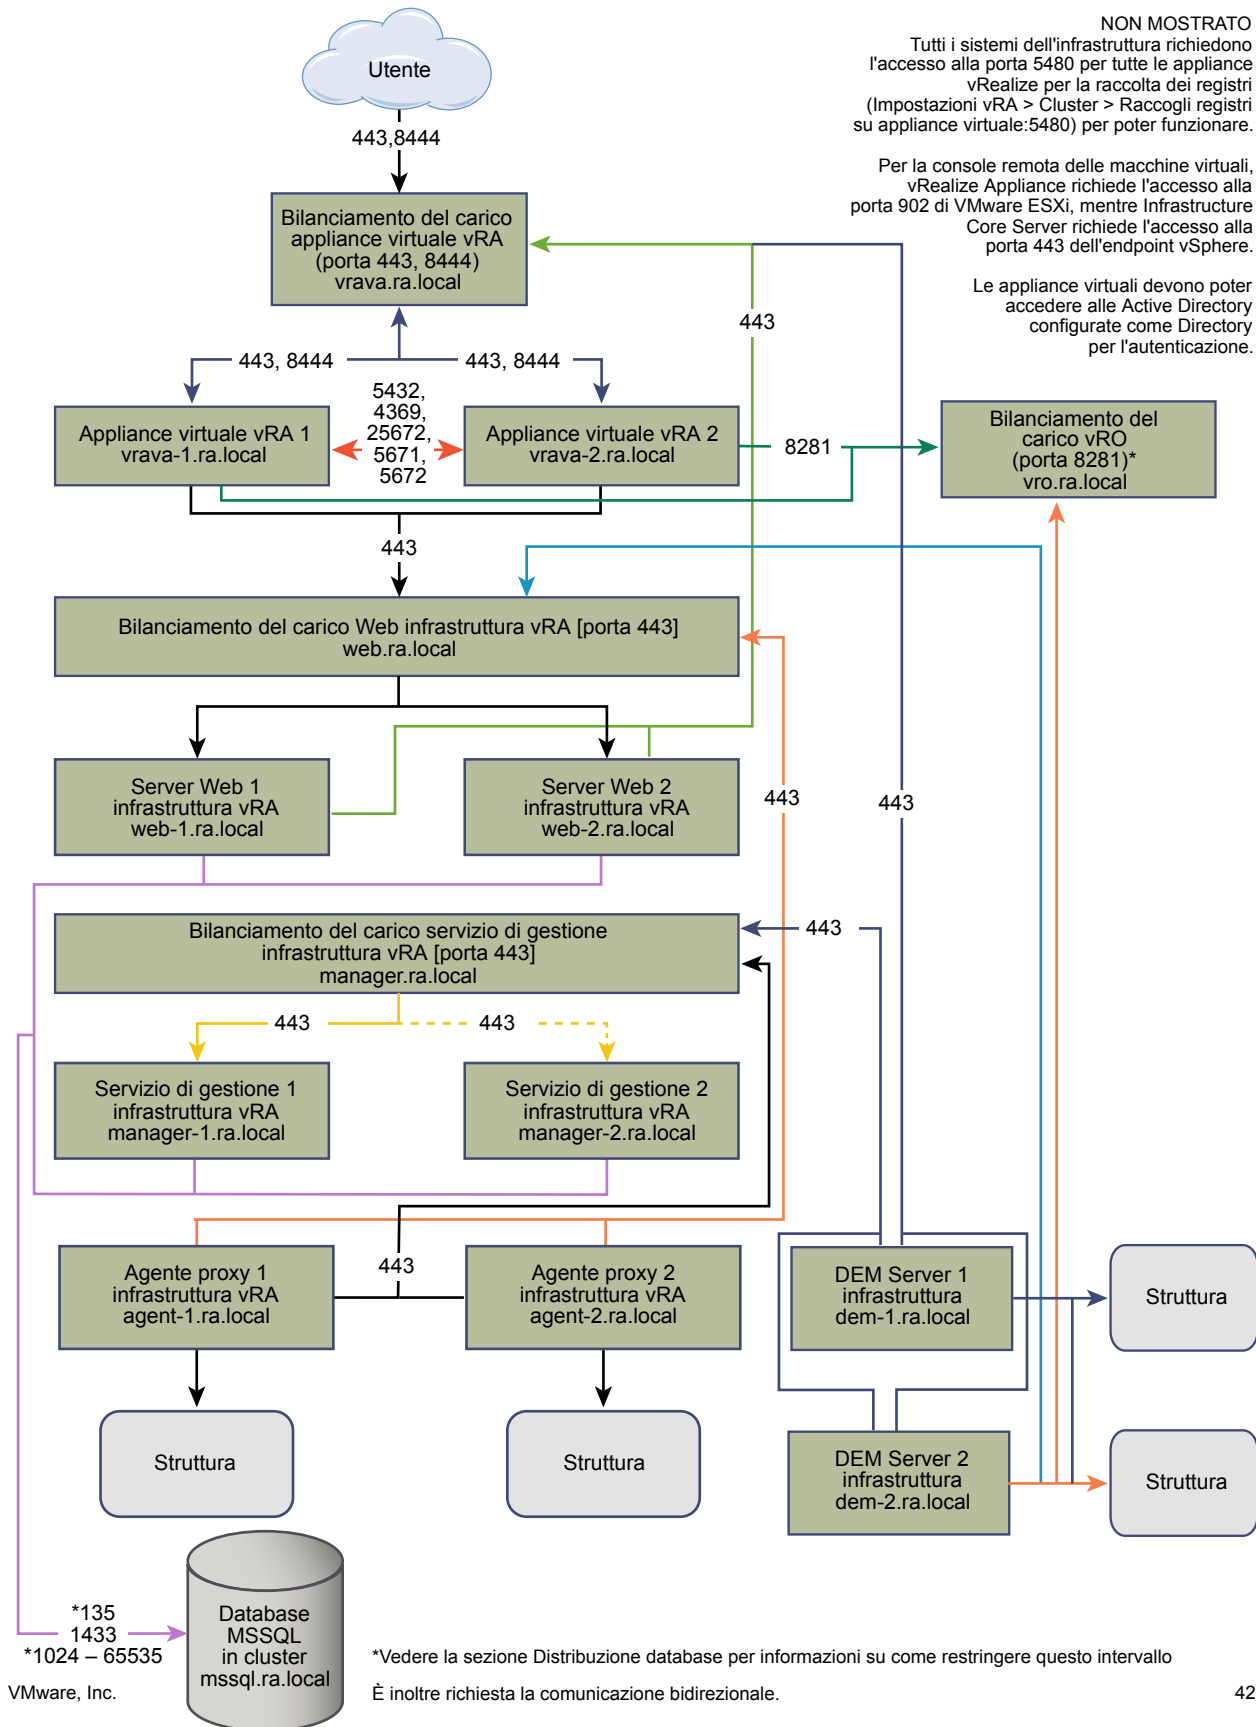 NON MOSTRATO
Tutti i sistemi dell'infrastruttura richiedono
l'accesso alla porta 5480 per tutte le appliance
vRealize per la raccolta dei registri
(Impostazioni vRA > Cluster > Raccogli registri
su appliance virtuale:5480) per poter funzionare.
Per la console remota delle macchine virtuali,
vRealize Appliance richiede l'accesso alla
porta 902 di VMware ESXi, mentre Infrastructure
Core Server richiede l'accesso alla
porta 443 dell'endpoint vSphere.
Le appliance virtuali devono poter
accedere alle Active Directory
configurate come Directory
per l'autenticazione.
Utente
443,8444
Bilanciamento del carico
appliance virtuale vRA
(porta 443, 8444)
vrava.ra.local
443
443, 8444
443, 8444
Appliance virtuale vRA 1
vrava-1.ra.local
5432,
4369,
25672,
5671,
5672
Appliance virtuale vRA 2
vrava-2.ra.local
8281
Bilanciamento del
carico vRO
(porta 8281)*
vro.ra.local
443
Bilanciamento del carico Web infrastruttura vRA [porta 443]
web.ra.local
Server Web 1
infrastruttura vRA
web-1.ra.local
Server Web 2
infrastruttura vRA
web-2.ra.local
443
443
Bilanciamento del carico servizio di gestione
infrastruttura vRA [porta 443]
manager.ra.local
443
443
443
Servizio di gestione 1
infrastruttura vRA
manager-1.ra.local
Servizio di gestione 2
infrastruttura vRA
manager-2.ra.local
Agente proxy 1
infrastruttura vRA
agent-1.ra.local
443
Agente proxy 2
infrastruttura vRA
agent-2.ra.local
DEM Server 1
infrastruttura
dem-1.ra.local
Struttura
Struttura
Struttura
DEM Server 2
infrastruttura
dem-2.ra.local
Struttura
*135
1433
*1024 – 65535
Database
MSSQL
in cluster
mssql.ra.local
*Vedere la sezione Distribuzione database per informazioni su come restringere questo intervallo
È inoltre richiesta la comunicazione bidirezionale.
VMware, Inc.
42